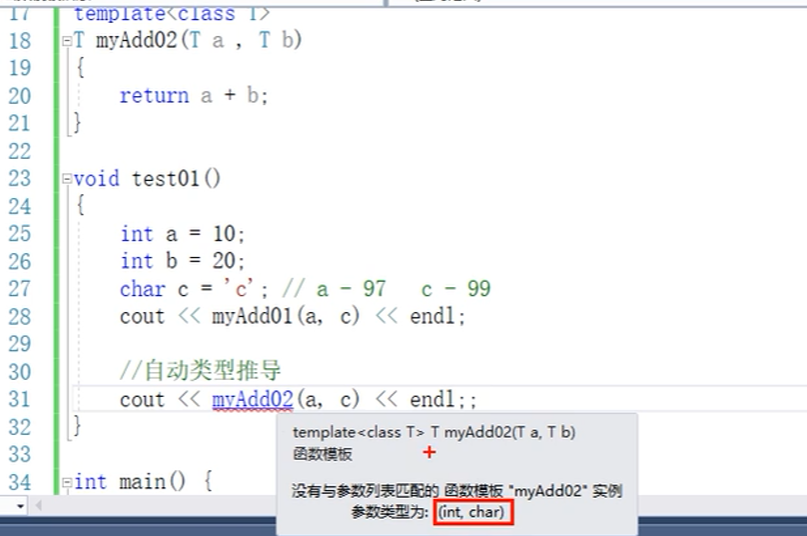 17 template<class T>
18 T myAdd02(T a , T b)
19 {
20 return a + b;
21 }
22
23 void test01()
24 {
25 int a = 10;
26 int b = 20;
27 char c = 'c'; // a - 97 c - 99
28 cout << myAdd01(a, c) << endl;
29
30 //自动类型推导
31 cout << myAdd02(a, c) << endl;;
32 }
33
34 int main() {
template<class T> T myAdd02(T a, T b)
函数模板
没有与参数列表匹配的 函数模板 "myAdd02" 实例
参数类型为: (int, char)